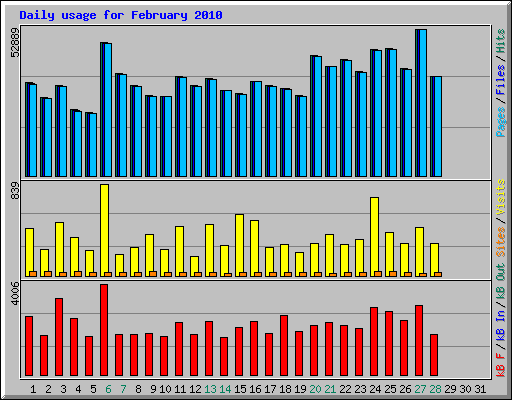 Daily usage for February 2010
52889
Pages / Files / Hits
839
Sites / Visits
4006
kB F / kB In / kB Out
1 2 3 4 5 6 7 8 9 10 11 12 13 14 15 16 17 18 19 20 21 22 23 24 25 26 27 28 29 30 31